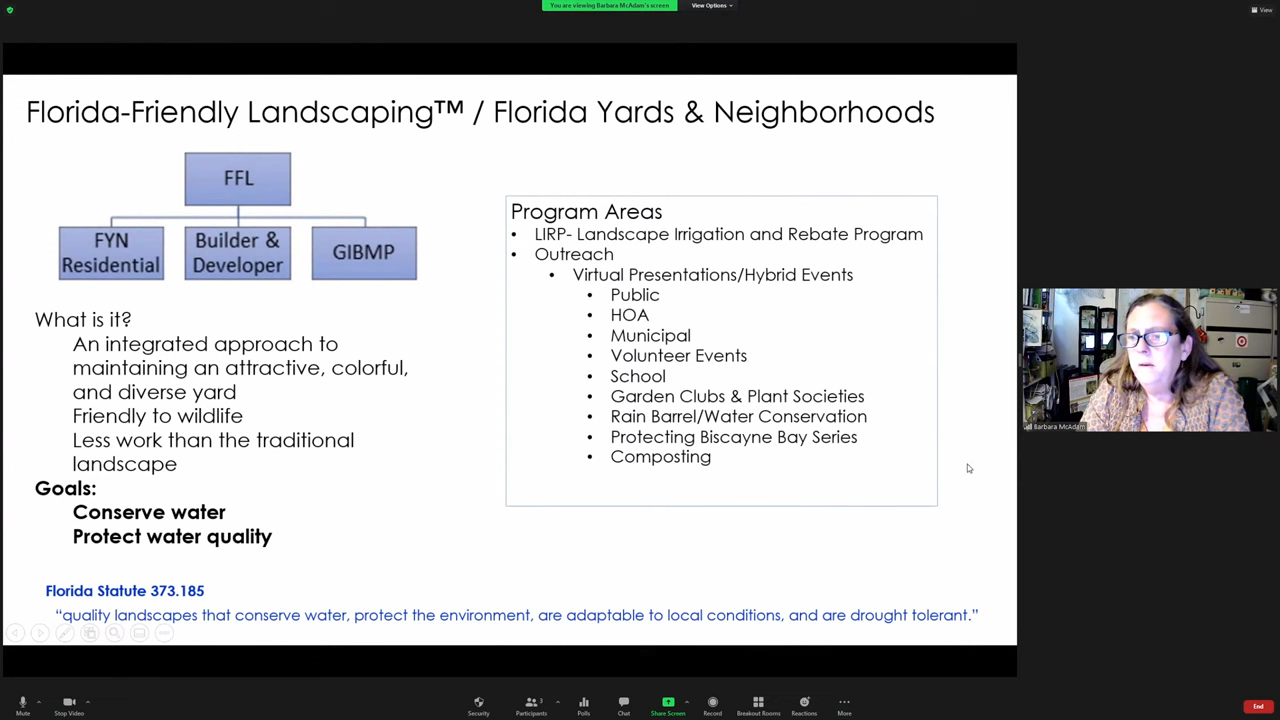 You are viewing Barbara McAdam's screen
View Options
View
Florida-Friendly Landscaping™ / Florida Yards & Neighborhoods
FFL
FYN
Residential
Builder &
Developer
GIBMP
What is it?
An integrated approach to
maintaining an attractive, colorful,
and diverse yard
Friendly to wildlife
Less work than the traditional
landscape
Goals:
Conserve water
Protect water quality
Program Areas
• LIRP- Landscape Irrigation and Rebate Program
• Outreach
• Virtual Presentations/Hybrid Events
• Public
• HOA
• Municipal
• Volunteer Events
• School
• Garden Clubs & Plant Societies
• Rain Barrel/Water Conservation
• Protecting Biscayne Bay Series
• Composting
Florida Statute 373.185
“quality landscapes that conserve water, protect the environment, are adaptable to local conditions, and are drought tolerant.”
Barbara McAdam
Mute
Stop Video
Security
Participants
3
Polls
Chat
Share Screen
Record
Breakout Rooms
Reactions
More
End